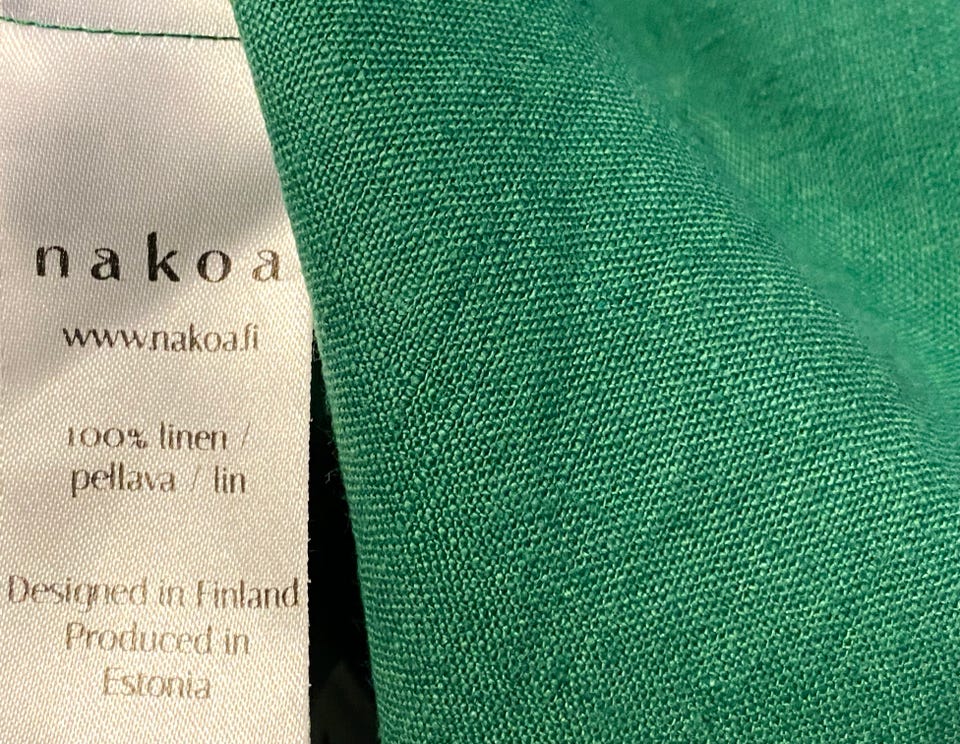 nakoa
www.nakoa.fi
100% linen /
pellava / lin
Designed in Finland
Produced in
Estonia